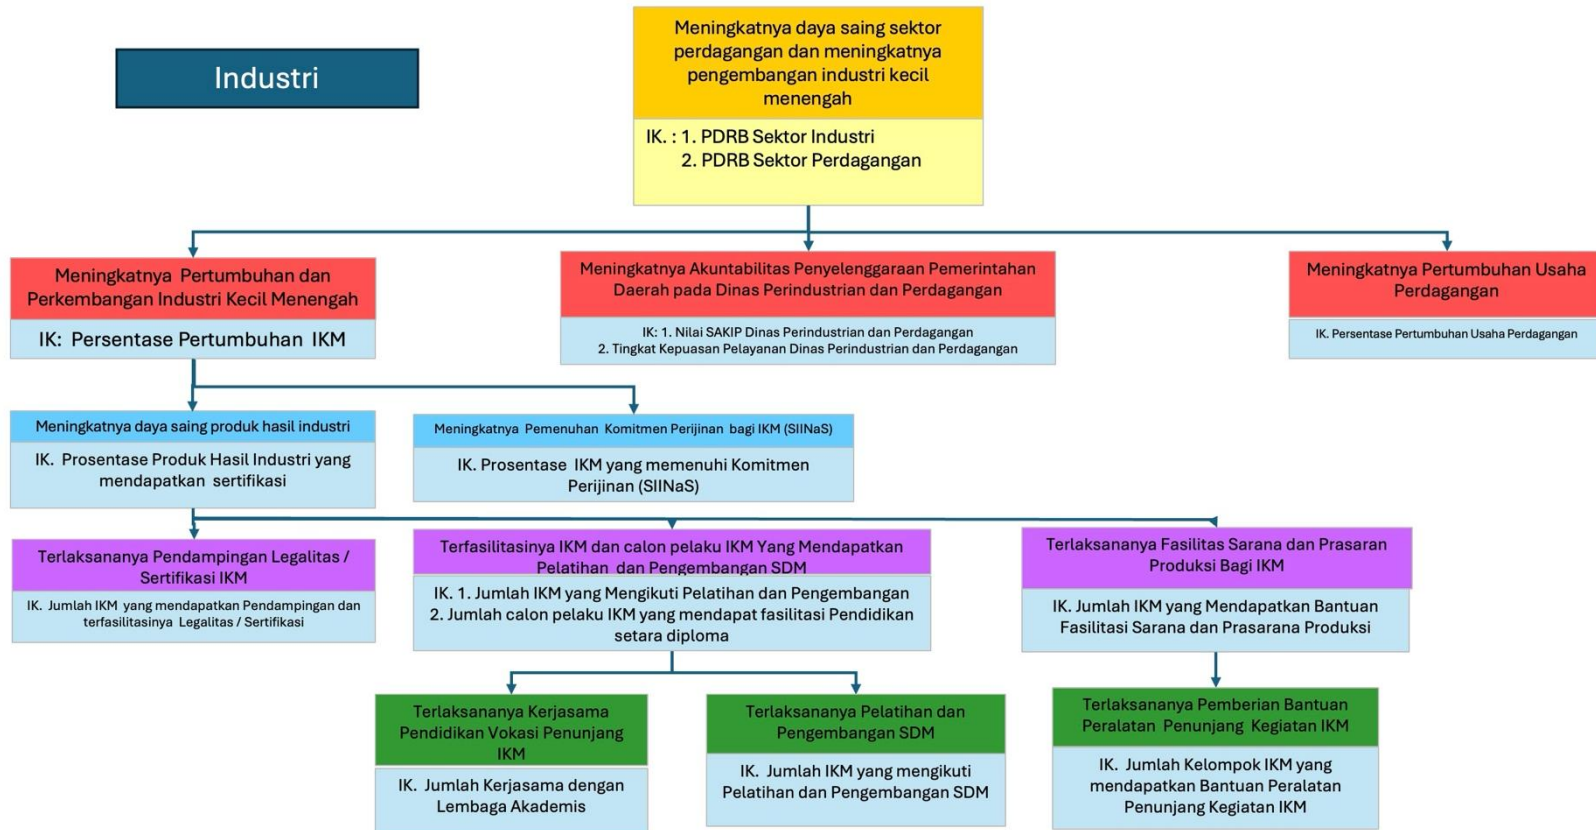 Industri
Meningkatnya daya saing sektor
perdagangan dan meningkatnya
pengembangan industri kecil
menengah
IK. : 1. PDRB Sektor Industri
2. PDRB Sektor Perdagangan
Meningkatnya Pertumbuhan dan
Perkembangan Industri Kecil Menengah
IK: Persentase Pertumbuhan IKM
Meningkatnya Akuntabilitas Penyelenggaraan Pemerintahan
Daerah pada Dinas Perindustrian dan Perdagangan
IK: 1. Nilai SAKIP Dinas Perindustrian dan Perdagangan
2. Tingkat Kepuasan Pelayanan Dinas Perindustrian dan Perdagangan
Meningkatnya Pertumbuhan Usaha
Perdagangan
IK. Persentase Pertumbuhan Usaha Perdagangan
Meningkatnya daya saing produk hasil industri
IK. Prosentase Produk Hasil Industri yang
mendapatkan sertifikasi
Meningkatnya Pemenuhan Komitmen Perijinan bagi IKM (SIINaS)
IK. Prosentase IKM yang memenuhi Komitmen
Perijinan (SIINaS)
Terlaksananya Pendampingan Legalitas /
Sertifikasi IKM
IK. Jumlah IKM yang mendapatkan Pendampingan dan
terfasilitasinya Legalitas / Sertifikasi
Terfasilitasinya IKM dan calon pelaku IKM Yang Mendapatkan
Pelatihan dan Pengembangan SDM
IK. 1. Jumlah IKM yang Mengikuti Pelatihan dan Pengembangan
2. Jumlah calon pelaku IKM yang mendapat fasilitasi Pendidikan
setara diploma
Terlaksananya Fasilitas Sarana dan Prasaran
Produksi Bagi IKM
IK. Jumlah IKM yang Mendapatkan Bantuan
Fasilitasi Sarana dan Prasarana Produksi
Terlaksananya Kerjasama
Pendidikan Vokasi Penunjang
IKM
IK. Jumlah Kerjasama dengan
Lembaga Akademis
Terlaksananya Pelatihan dan
Pengembangan SDM
IK. Jumlah IKM yang mengikuti
Pelatihan dan Pengembangan SDM
Terlaksananya Pemberian Bantuan
Peralatan Penunjang Kegiatan IKM
IK. Jumlah Kelompok IKM yang
mendapatkan Bantuan Peralatan
Penunjang Kegiatan IKM